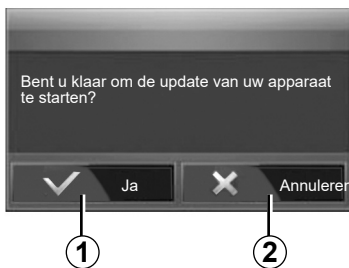 Bent u klaar om de update van uw apparaat
te starten?
Ja
Annuleren
1
2